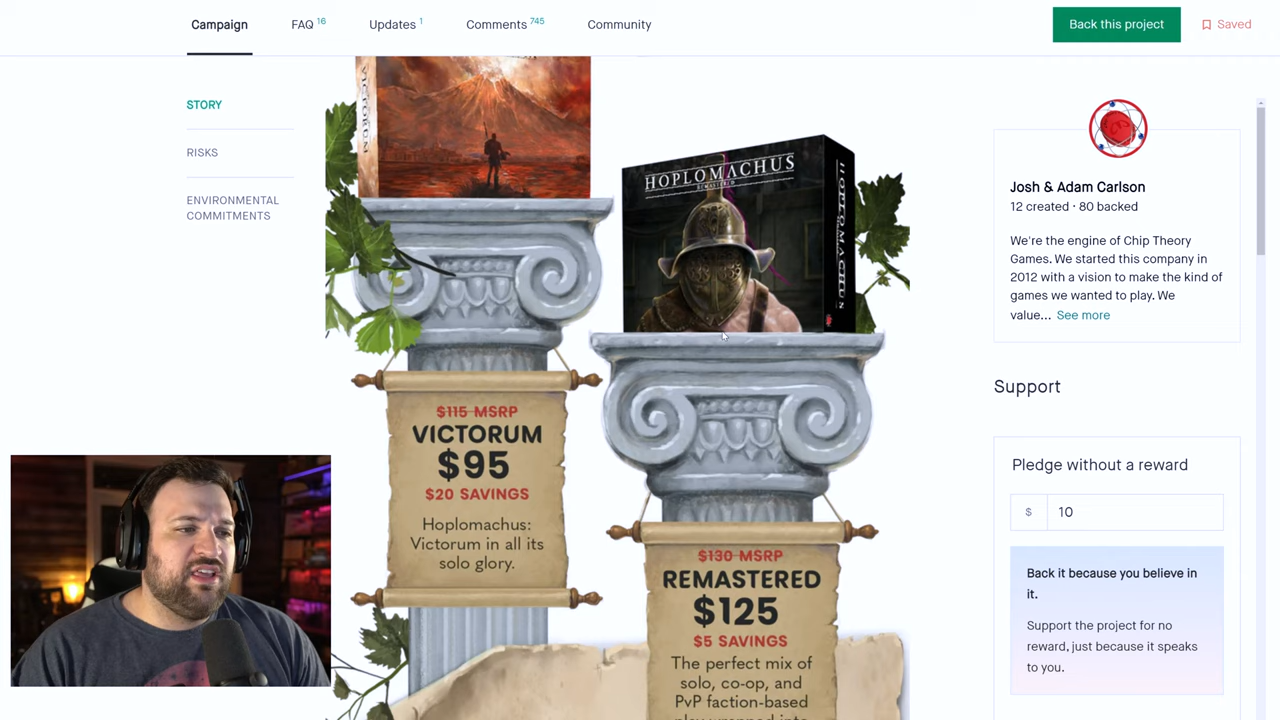 Campaign
FAQ 16
Updates 1
Comments 745
Community
Back this project
Saved
STORY
RISKS
ENVIRONMENTAL
COMMITMENTS
VICTORUM
HOPLOMACHUS
REMASTERED
HOPLOMACHUS
$115 MSRP
VICTORUM
$95
$20 SAVINGS
Hoplomachus:
Victorum in all its
solo glory.
$130 MSRP
REMASTERED
$125
$5 SAVINGS
The perfect mix of
solo, co-op, and
PvP faction-based
play wrapped into
Josh & Adam Carlson
12 created · 80 backed
We're the engine of Chip Theory
Games. We started this company in
2012 with a vision to make the kind of
games we wanted to play. We
value... See more
Support
Pledge without a reward
$ 10
Back it because you believe in
it.
Support the project for no
reward, just because it speaks
to you.